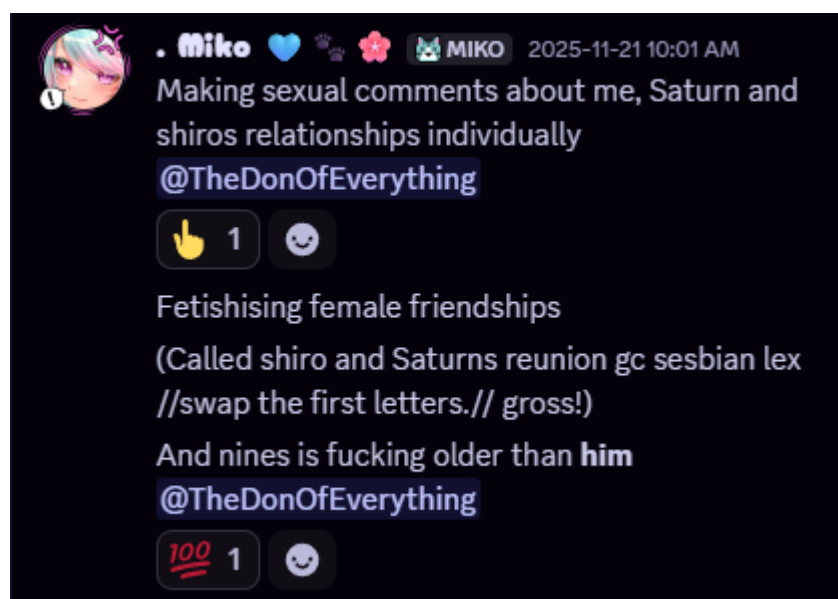 . Miko 💙 🐾 🌸 MIKO 2025-11-21 10:01 AM
Making sexual comments about me, Saturn and
shiros relationships individually
@TheDonOfEverything
👆 1
Fetishising female friendships
(Called shiro and Saturns reunion gc sesbian lex
//swap the first letters.// gross!)
And nines is fucking older than him
@TheDonOfEverything
💯 1